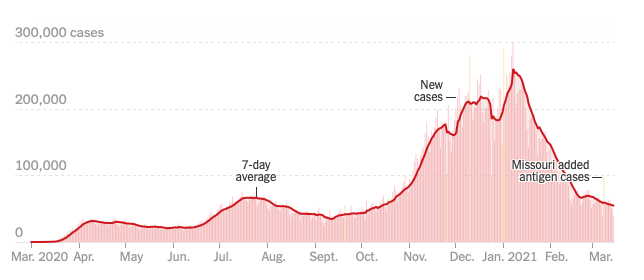 300,000 cases
New
cases
200,000
Missouri added
antigen cases
7-day
average
100,000
0
Mar. 2020 Apr. May Jun. Jul. Aug. Sept. Oct. Nov. Dec. Jan. 2021 Feb. Mar.